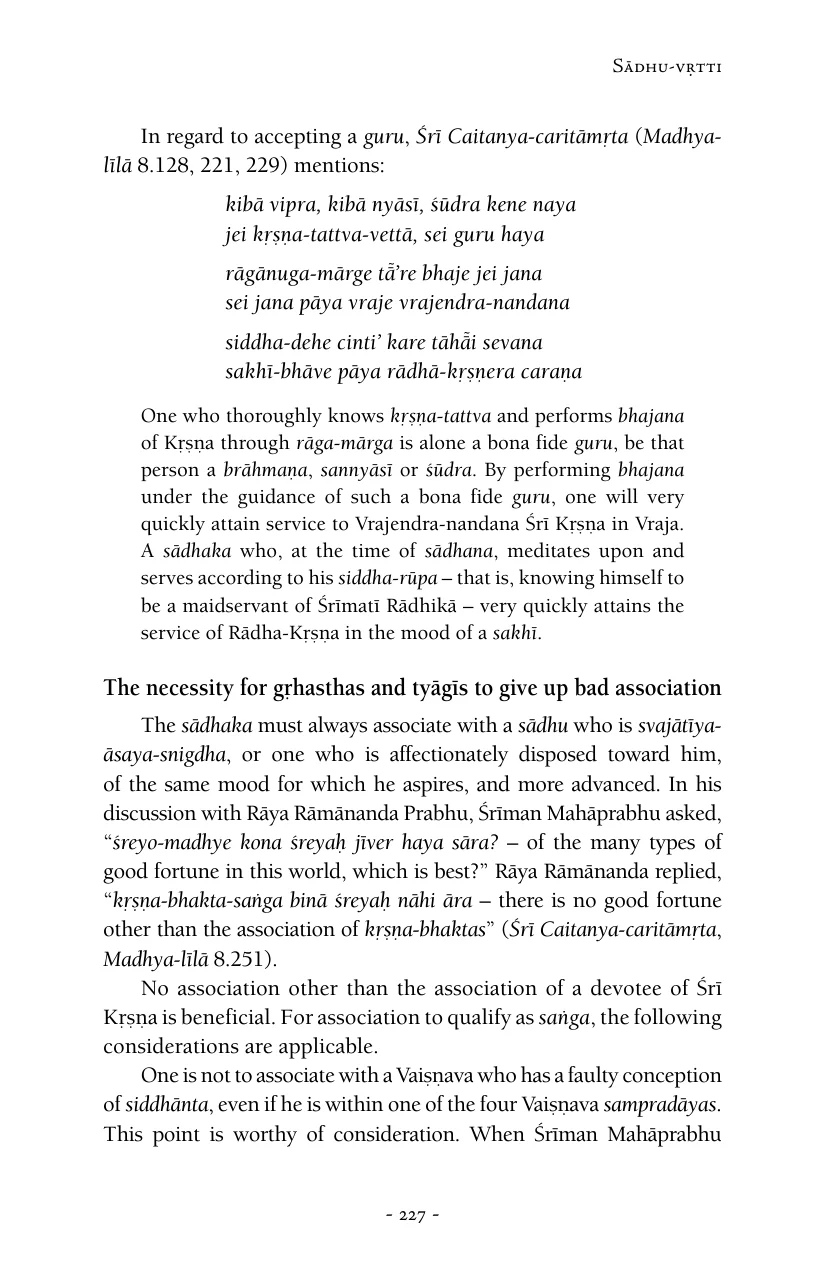 Sādhu-vṛtti
In regard to accepting a guru, Śrī Caitanya-caritāmṛta (Madhya-
līlā 8.128, 221, 229) mentions:
kibā vipra, kibā nyāsī, śūdra kene naya
jei kṛṣṇa-tattva-vettā, sei guru haya
rāgānuga-mārge tā̃’re bhaje jei jana
sei jana pāya vraje vrajendra-nandana
siddha-dehe cinti’ kare tāhā̃i sevana
sakhī-bhāve pāya rādhā-kṛṣṇera caraṇa
One who thoroughly knows kṛṣṇa-tattva and performs bhajana
of Kṛṣṇa through rāga-mārga is alone a bona fide guru, be that
person a brāhmaṇa, sannyāsī or śūdra. By performing bhajana
under the guidance of such a bona fide guru, one will very
quickly attain service to Vrajendra-nandana Śrī Kṛṣṇa in Vraja.
A sādhaka who, at the time of sādhana, meditates upon and
serves according to his siddha-rūpa – that is, knowing himself to
be a maidservant of Śrīmatī Rādhikā – very quickly attains the
service of Rādha-Kṛṣṇa in the mood of a sakhī.
The necessity for gṛhasthas and tyāgīs to give up bad association
The sādhaka must always associate with a sādhu who is svajātīya-
āsaya-snigdha, or one who is affectionately disposed toward him,
of the same mood for which he aspires, and more advanced. In his
discussion with Rāya Rāmānanda Prabhu, Śrīman Mahāprabhu asked,
“śreyo-madhye kona śreyaḥ jīver haya sāra? – of the many types of
good fortune in this world, which is best?” Rāya Rāmānanda replied,
“kṛṣṇa-bhakta-saṅga binā śreyaḥ nāhi āra – there is no good fortune
other than the association of kṛṣṇa-bhaktas” (Śrī Caitanya-caritāmṛta,
Madhya-līlā 8.251).
No association other than the association of a devotee of Śrī
Kṛṣṇa is beneficial. For association to qualify as saṅga, the following
considerations are applicable.
One is not to associate with a Vaiṣṇava who has a faulty conception
of siddhānta, even if he is within one of the four Vaiṣṇava sampradāyas.
This point is worthy of consideration. When Śrīman Mahāprabhu
- 227 -